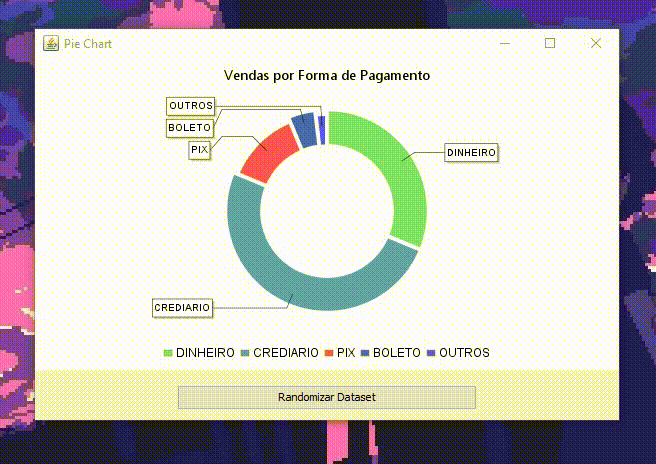 Pie Chart
Vendas por Forma de Pagamento
OUTROS
BOLETO
PIX
DINHEIRO
CREDIARIO
DINHEIRO CREDIARIO PIX BOLETO OUTROS
Randomizar Dataset